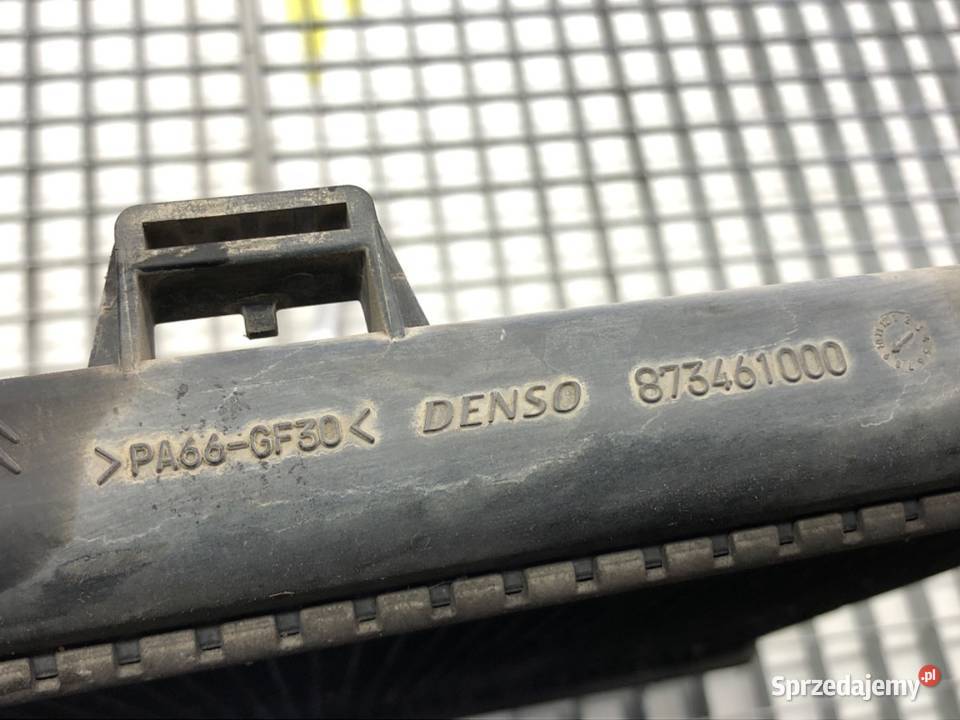 >PA66-GF30< DENSO 873461000
Sprzedajemy.pl